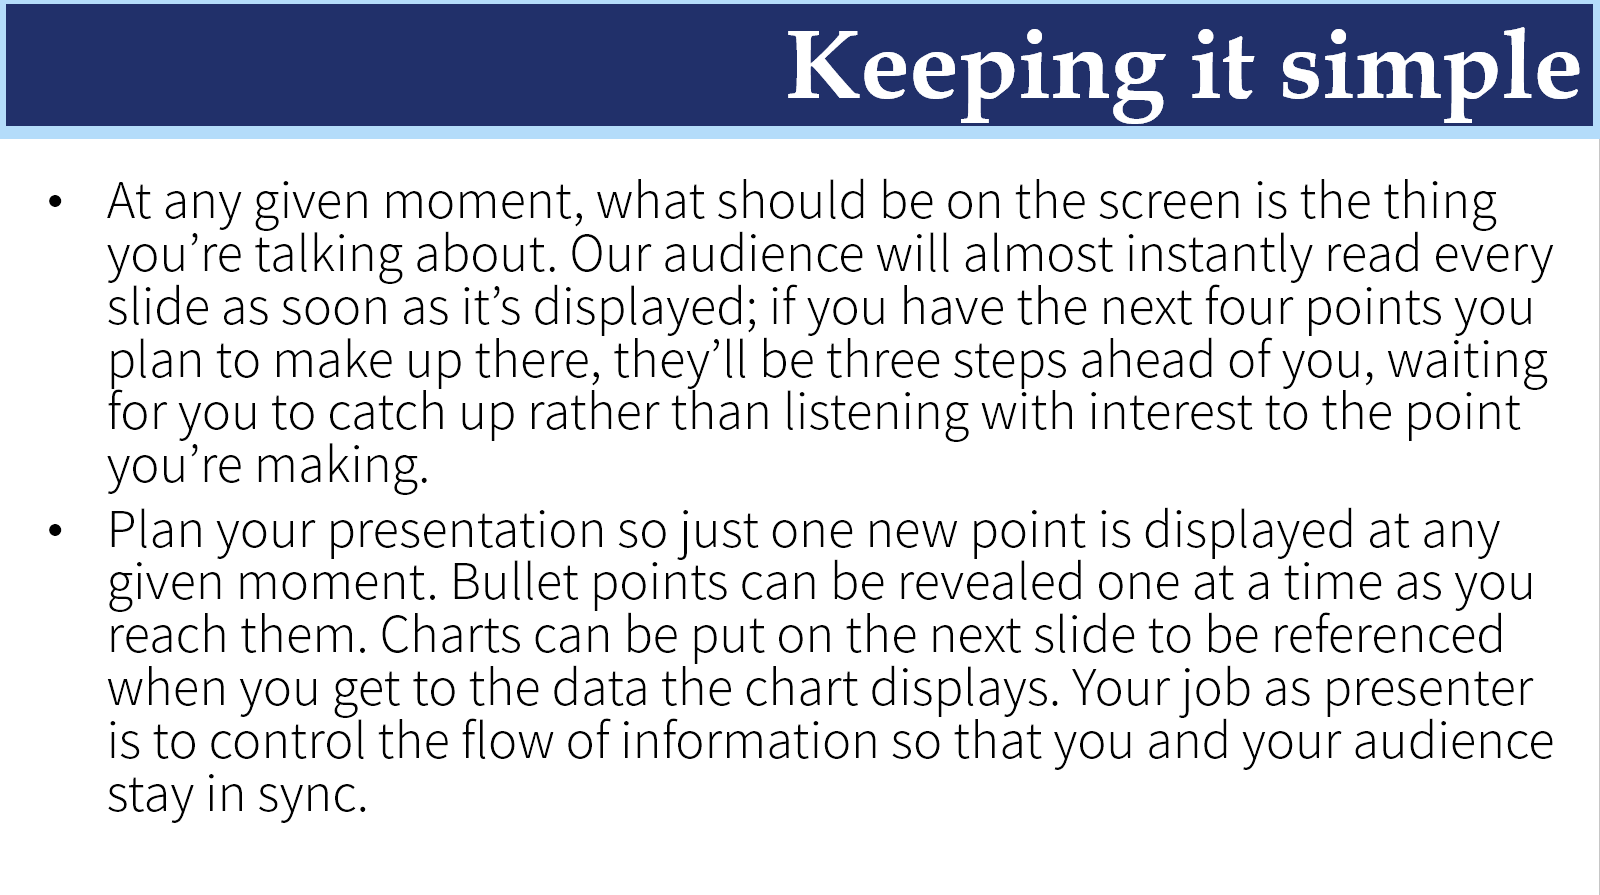 Keeping it simple
• At any given moment, what should be on the screen is the thing
you’re talking about. Our audience will almost instantly read every
slide as soon as it’s displayed; if you have the next four points you
plan to make up there, they’ll be three steps ahead of you, waiting
for you to catch up rather than listening with interest to the point
you’re making.
• Plan your presentation so just one new point is displayed at any
given moment. Bullet points can be revealed one at a time as you
reach them. Charts can be put on the next slide to be referenced
when you get to the data the chart displays. Your job as presenter
is to control the flow of information so that you and your audience
stay in sync.